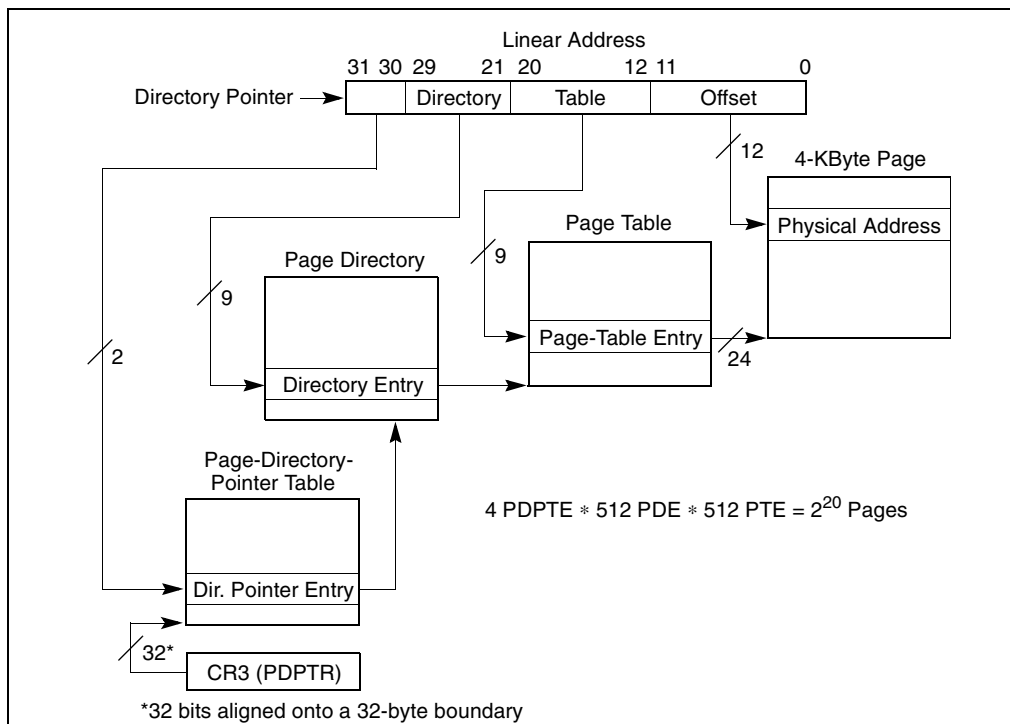 Linear Address
31 30 29 21 20 12 11 0
Directory Pointer
Directory
Table
Offset
12
4-KByte Page
Physical Address
Page Table
9
Page-Table Entry
24
Page Directory
9
Directory Entry
2
Page-Directory-
Pointer Table
Dir. Pointer Entry
4 PDPTE * 512 PDE * 512 PTE = 2²⁰ Pages
32*
CR3 (PDPTR)
*32 bits aligned onto a 32-byte boundary